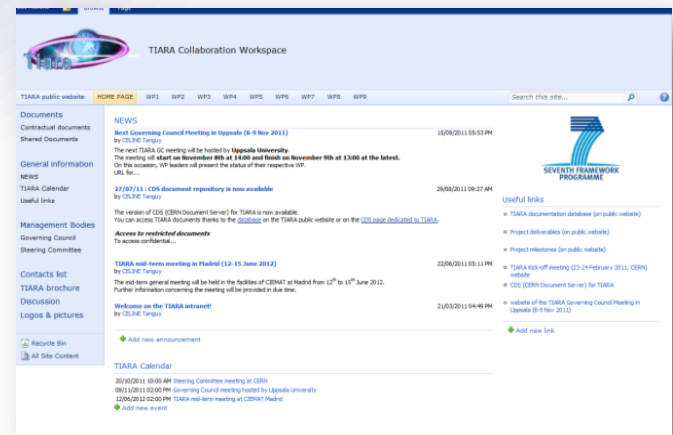 Browse Page
Tiara
TIARA Collaboration Workspace
TIARA public website HOME PAGE WP1 WP2 WP3 WP4 WP5 WP6 WP7 WP8 WP9
Search this site...
Documents
Contractual documents
Shared Documents
General information
NEWS
TIARA Calendar
Useful links
Management Bodies
Governing Council
Steering Committee
Contacts list
TIARA brochure
Discussion
Logos & pictures
Recycle Bin
All Site Content
NEWS
Next Governing Council Meeting in Uppsala (8-9 Nov 2011) 15/09/2011 05:53 PM
by CELINE Tanguy
The next TIARA GC meeting will be hosted by Uppsala University.
The meeting will start on November 8th at 14:00 and finish on November 9th at 13:00 at the latest.
On this occasion, WP leaders will present the status of their respective WP.
URL for...
27/07/11 : CDS document repository is now available 29/08/2011 09:27 AM
by CELINE Tanguy
The version of CDS (CERN Document Server) for TIARA is now available.
You can access TIARA documents thanks to the database on the TIARA public website or on the CDS page dedicated to TIARA.
Access to restricted documents
To access confidential...
TIARA mid-term meeting in Madrid (12-15 June 2012) 22/06/2011 05:11 PM
by CELINE Tanguy
The mid-term general meeting will be held in the facilities of CIEMAT at Madrid from 12th to 15th June 2012.
Further information concerning the meeting will be provided in due time.
Welcome on the TIARA intranet! 21/03/2011 04:49 PM
by CELINE Tanguy
Add new announcement
TIARA Calendar
20/10/2011 10:00 AM Steering Committee meeting at CERN
08/11/2011 02:00 PM Governing Council meeting hosted by Uppsala University
12/06/2012 02:00 PM TIARA mid-term meeting at CIEMAT Madrid
Add new event
SEVENTH FRAMEWORK
PROGRAMME
Useful links
TIARA documentation database (on public website)
Project deliverables (on public website)
Project milestones (on public website)
TIARA Kick-off meeting (23-24 February 2011, CERN)
website
CDS (CERN Document Server) for TIARA
website of the TIARA Governing Council Meeting in
Uppsala (8-9 Nov 2011)
Add new link